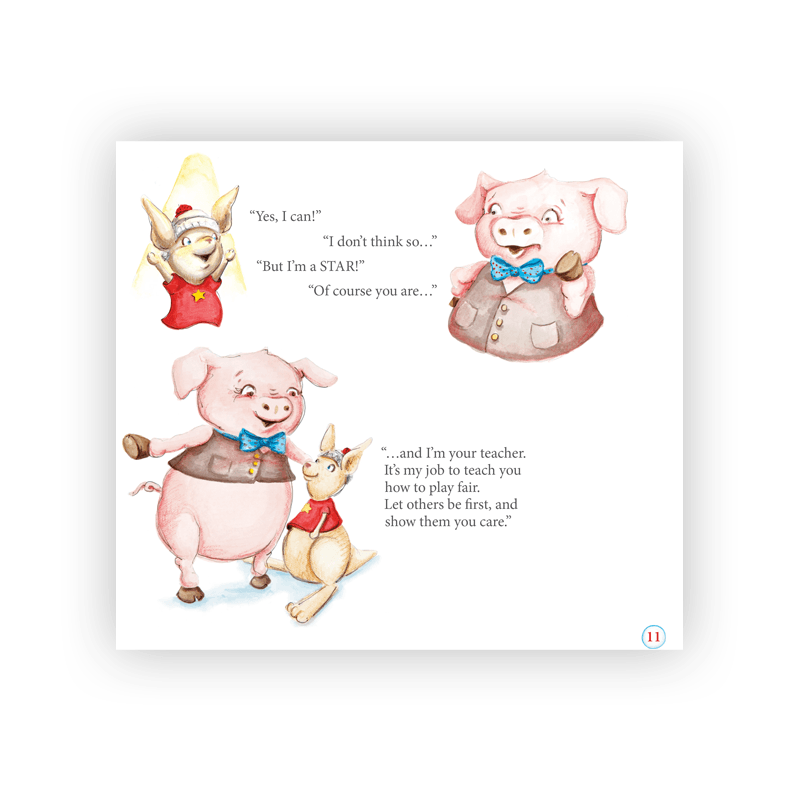 “Yes, I can!”
“I don’t think so…”
“But I’m a STAR!”
“Of course you are…”
“…and I’m your teacher.
It’s my job to teach you
how to play fair.
Let others be first, and
show them you care.”
11